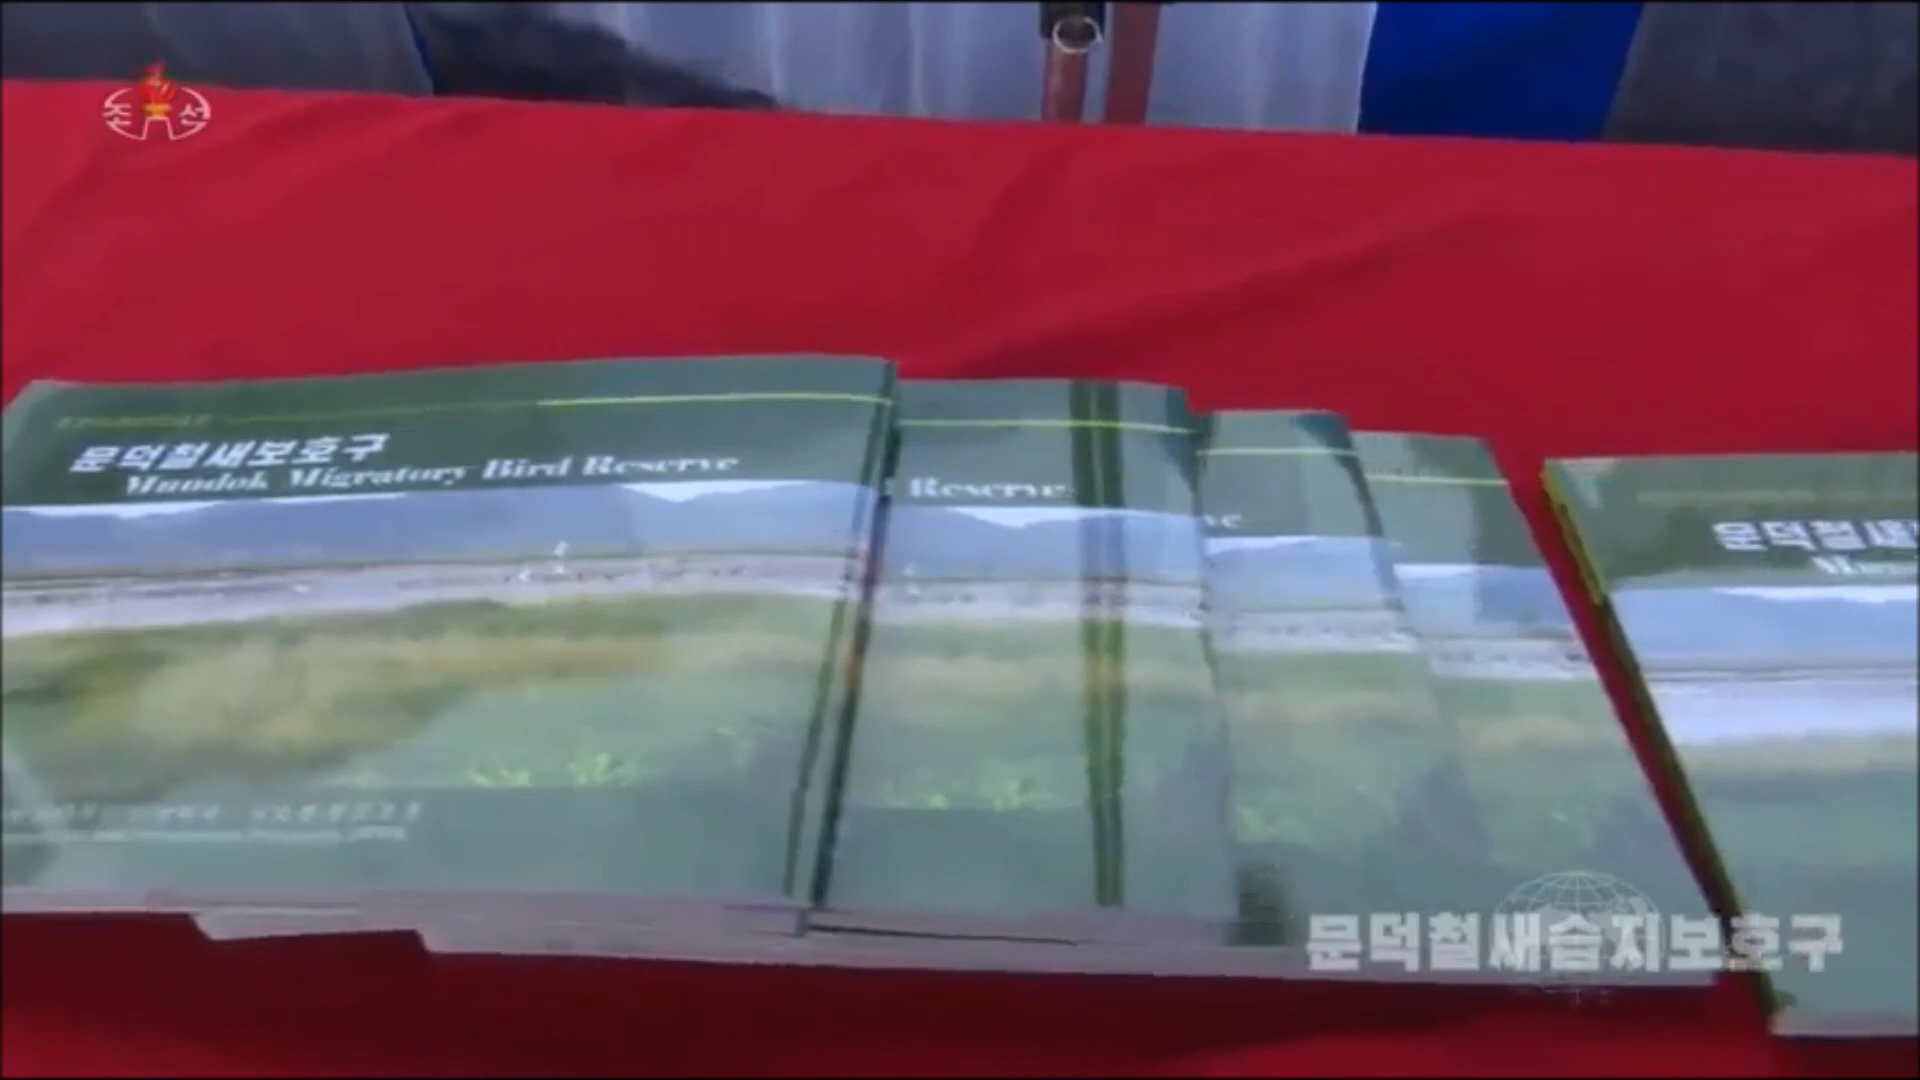 조선
문덕철새보호구
Mundok Migratory Bird Reserve
Reserve
ve
문덕철새
문덕철새습지보호구